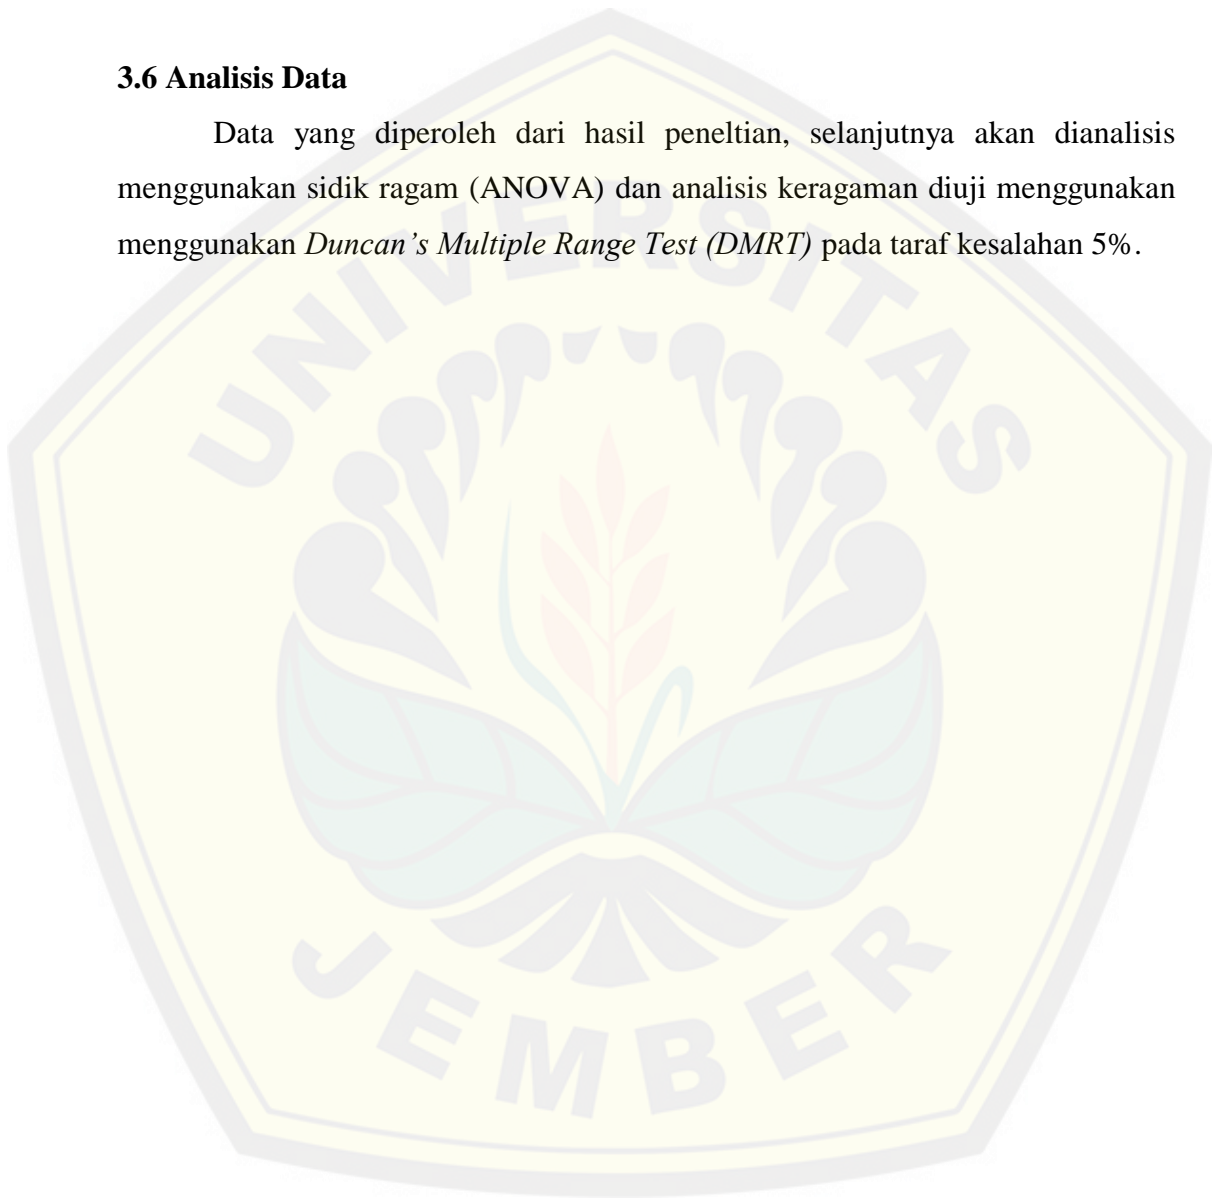 3.6 Analisis Data
Data yang diperoleh dari hasil peneltian, selanjutnya akan dianalisis
menggunakan sidik ragam (ANOVA) dan analisis keragaman diuji menggunakan
menggunakan Duncan’s Multiple Range Test (DMRT) pada taraf kesalahan 5%.
UNIVERSITAS
JEMBER